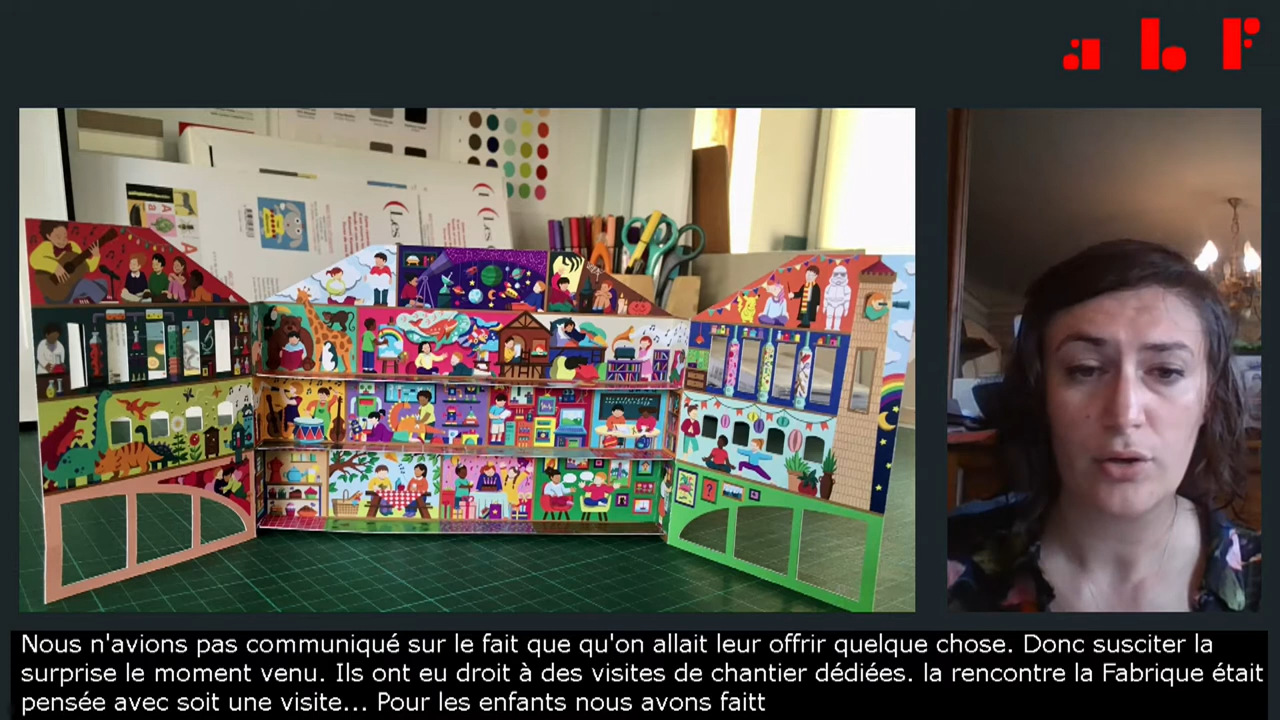 abF
Nous n'avions pas communiqué sur le fait que qu'on allait leur offrir quelque chose. Donc susciter la
surprise le moment venu. Ils ont eu droit à des visites de chantier dédiées. la rencontre la Fabrique était
pensée avec soit une visite... Pour les enfants nous avons faitt